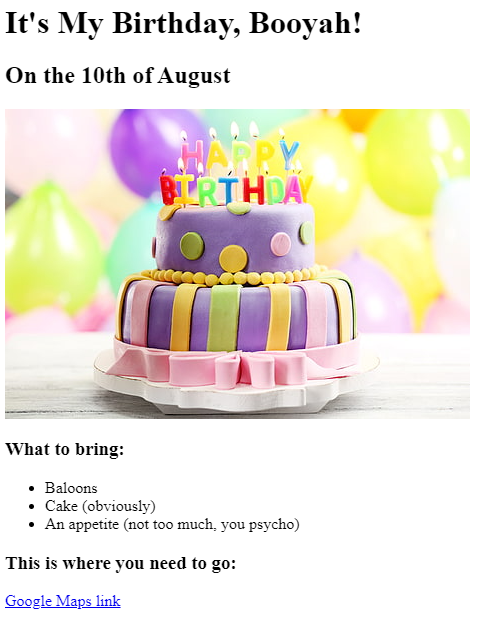 It's My Birthday, Booyah!
On the 10th of August
HAPPY
BIRTHDAY
What to bring:
Baloons
Cake (obviously)
An appetite (not too much, you psycho)
This is where you need to go:
Google Maps link